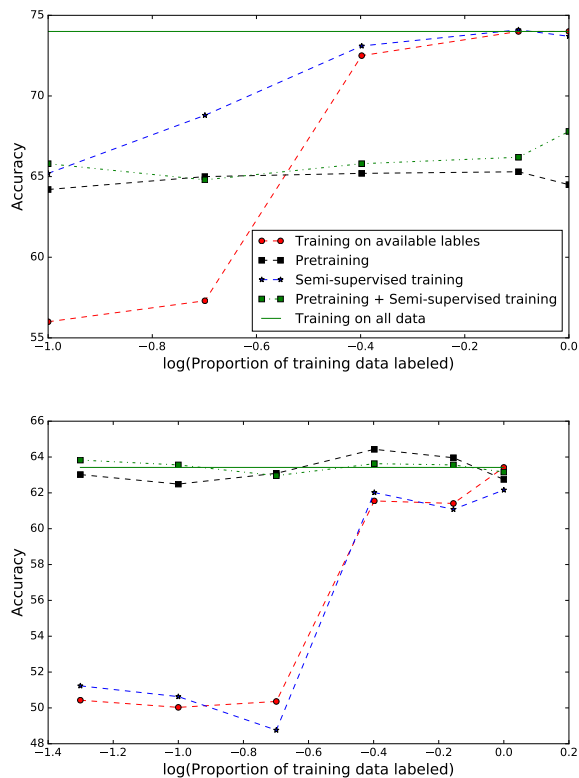 75
70
65
60
55
Accuracy
Training on available lables
Pretraining
Semi-supervised training
Pretraining + Semi-supervised training
Training on all data
−1.0 −0.8 −0.6 −0.4 −0.2 0.0
log(Proportion of training data labeled)
66
64
62
60
58
56
54
52
50
48
Accuracy
−1.4 −1.2 −1.0 −0.8 −0.6 −0.4 −0.2 0.0 0.2
log(Proportion of training data labeled)